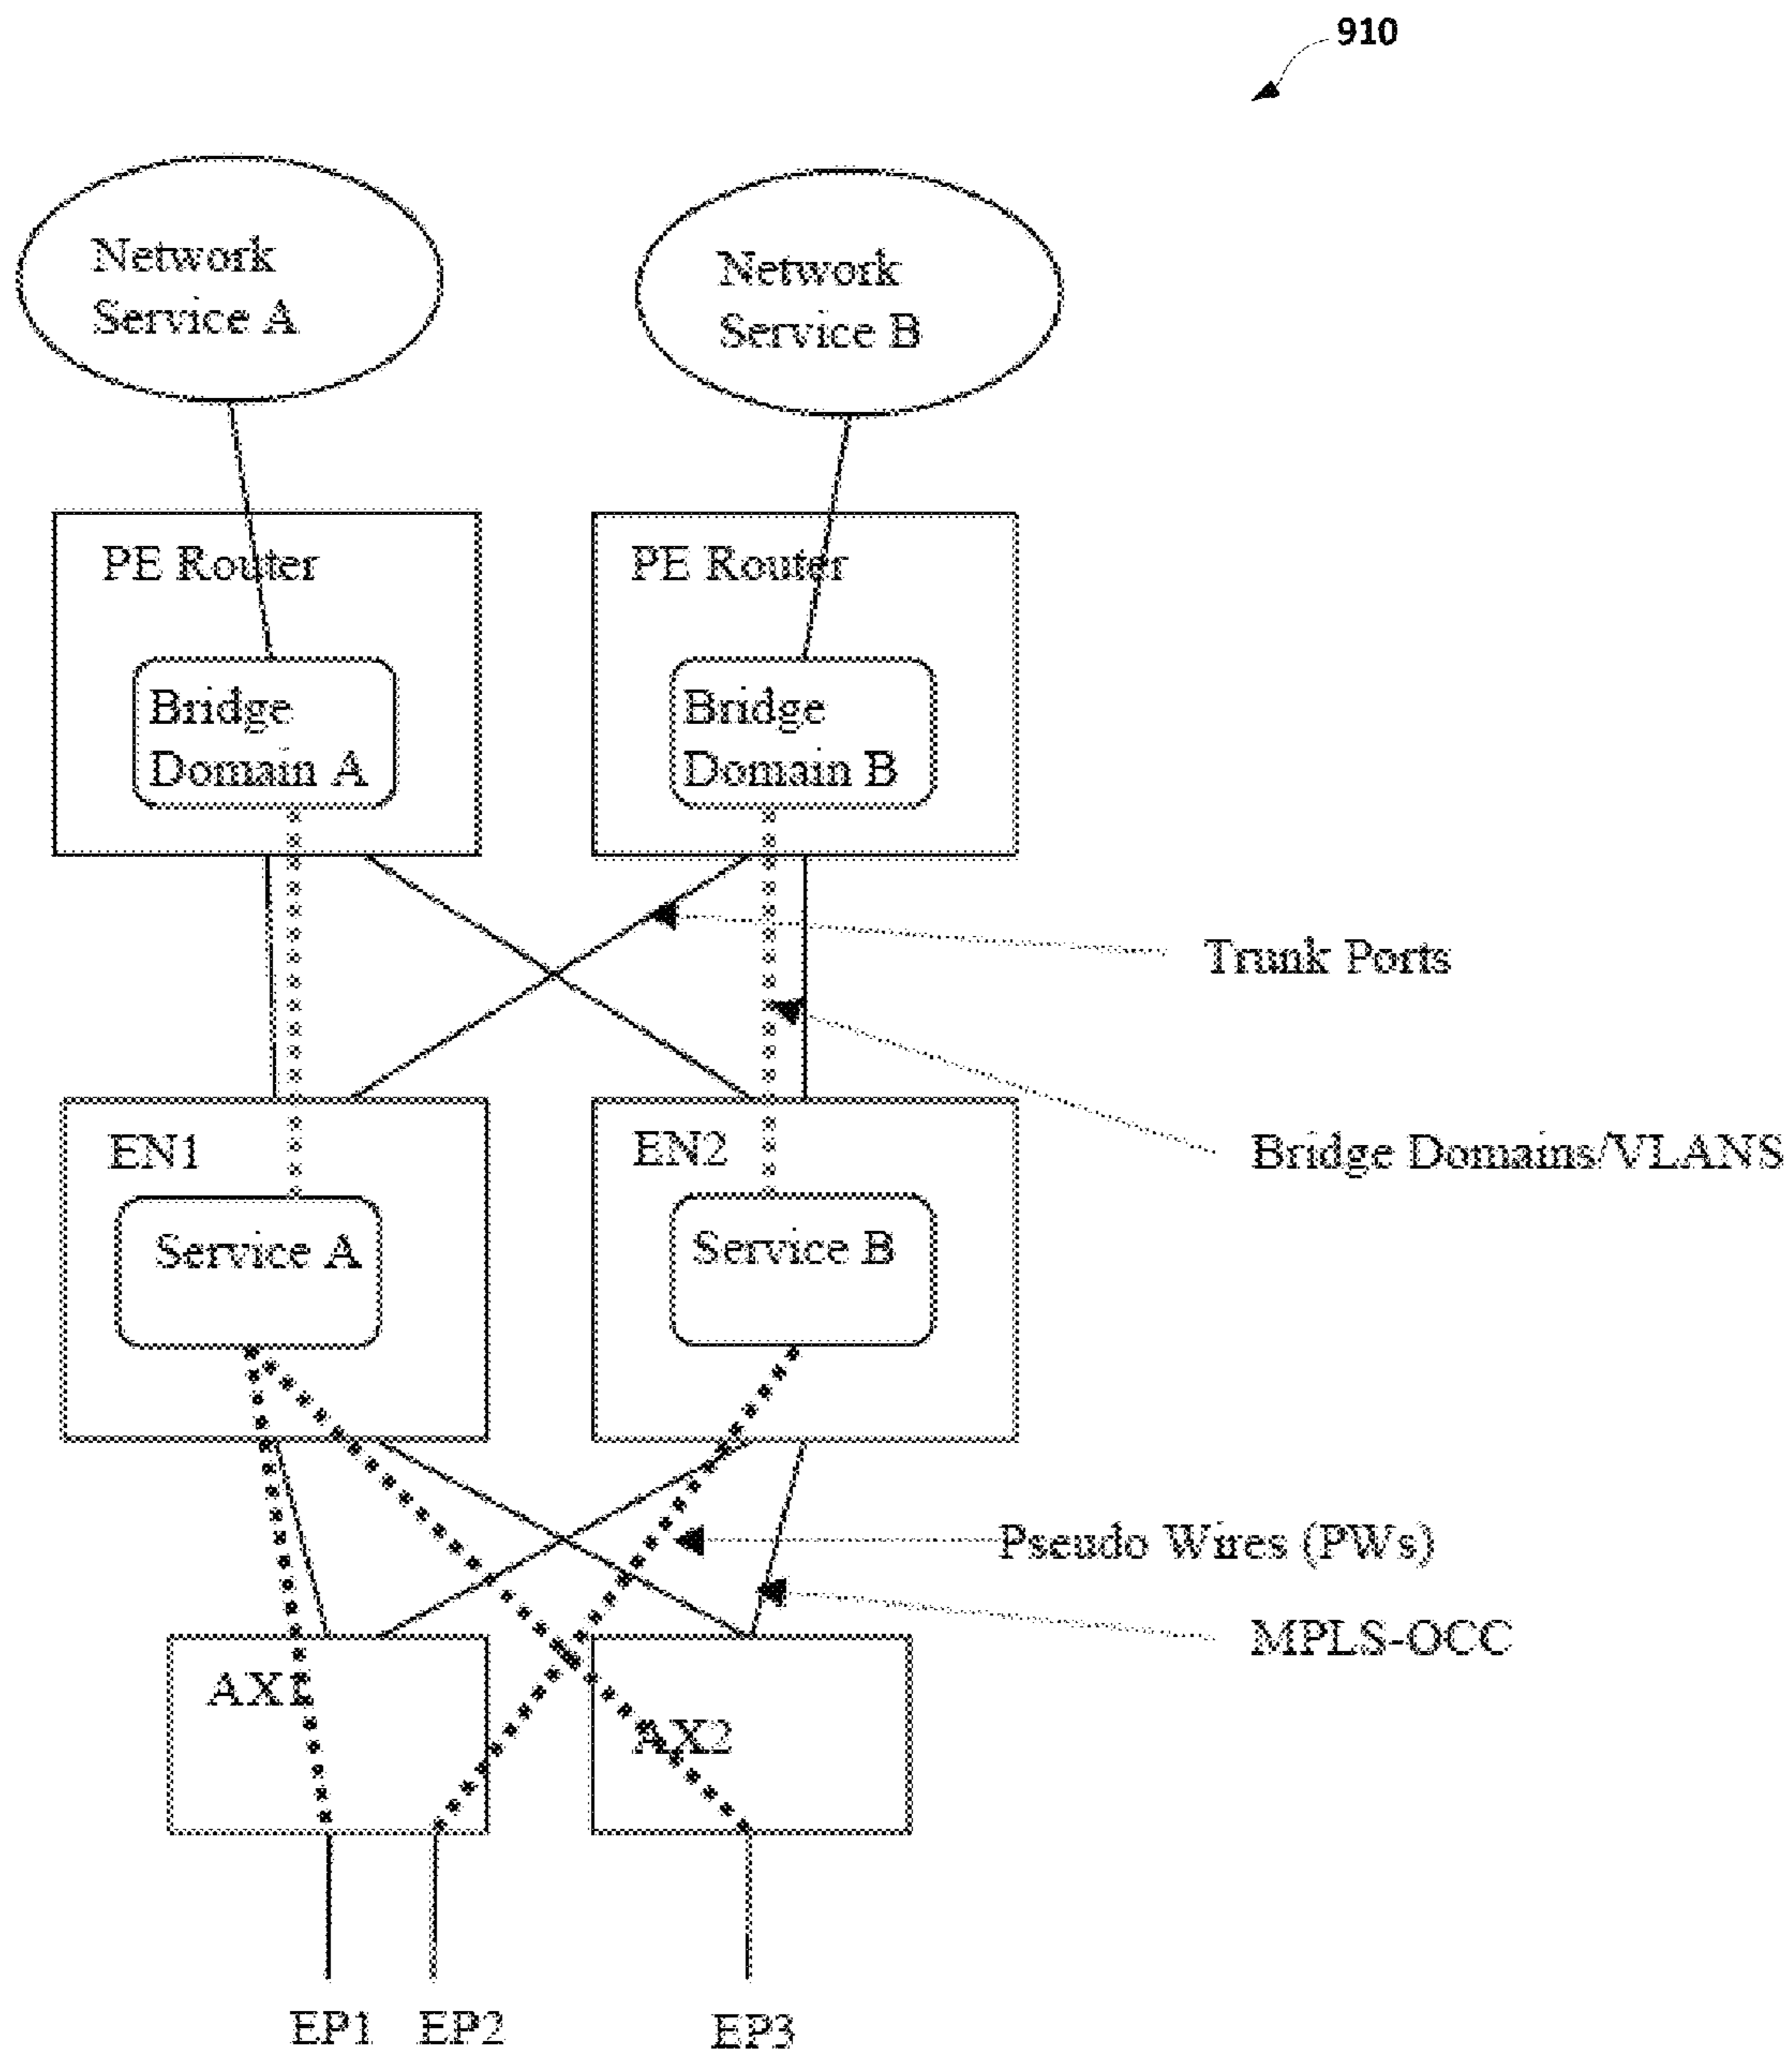 910
Network
Service A
Network
Service B
PE Router
PE Router
Bridge
Domain A
Bridge
Domain B
Trunk Ports
EN1
EN2
Bridge Domains/VLANS
Service A
Service B
Pseudo Wires (PWs)
MPLS-OCC
AX1
AX2
EP1
EP2
EP3